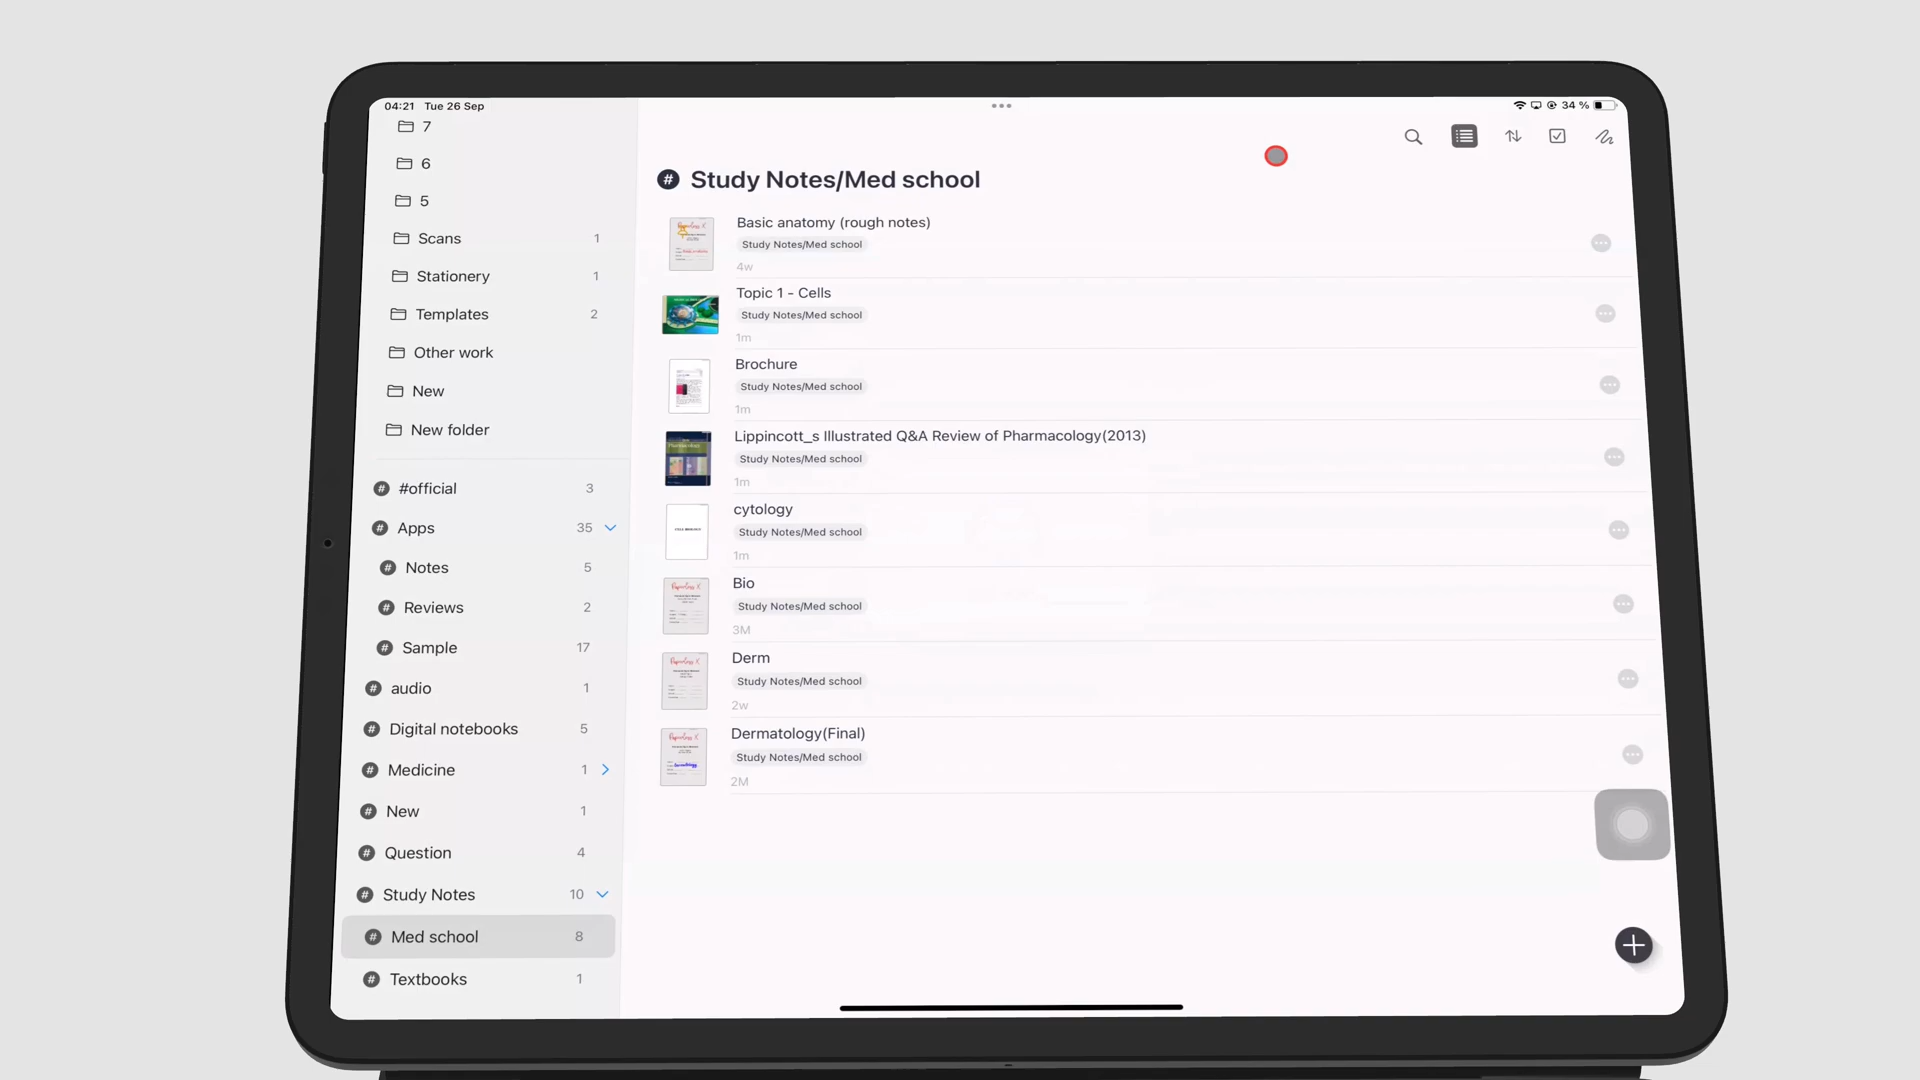 04:21 Tue 26 Sep
34 %
7
6
5
Scans 1
Stationery 1
Templates 2
Other work
New
New folder
#official 3
Apps 35
Notes 5
Reviews 2
Sample 17
audio 1
Digital notebooks 5
Medicine 1
New 1
Question 4
Study Notes 10
Med school 8
Textbooks 1
# Study Notes/Med school
Basic anatomy (rough notes)
Study Notes/Med school
4w
Topic 1 - Cells
Study Notes/Med school
1m
Brochure
Study Notes/Med school
1m
Lippincott_s Illustrated Q&A Review of Pharmacology(2013)
Study Notes/Med school
1m
cytology
Study Notes/Med school
1m
Bio
Study Notes/Med school
3M
Derm
Study Notes/Med school
2w
Dermatology(Final)
Study Notes/Med school
2M
Paperless X
Paperless X
Paperless X
Paperless X